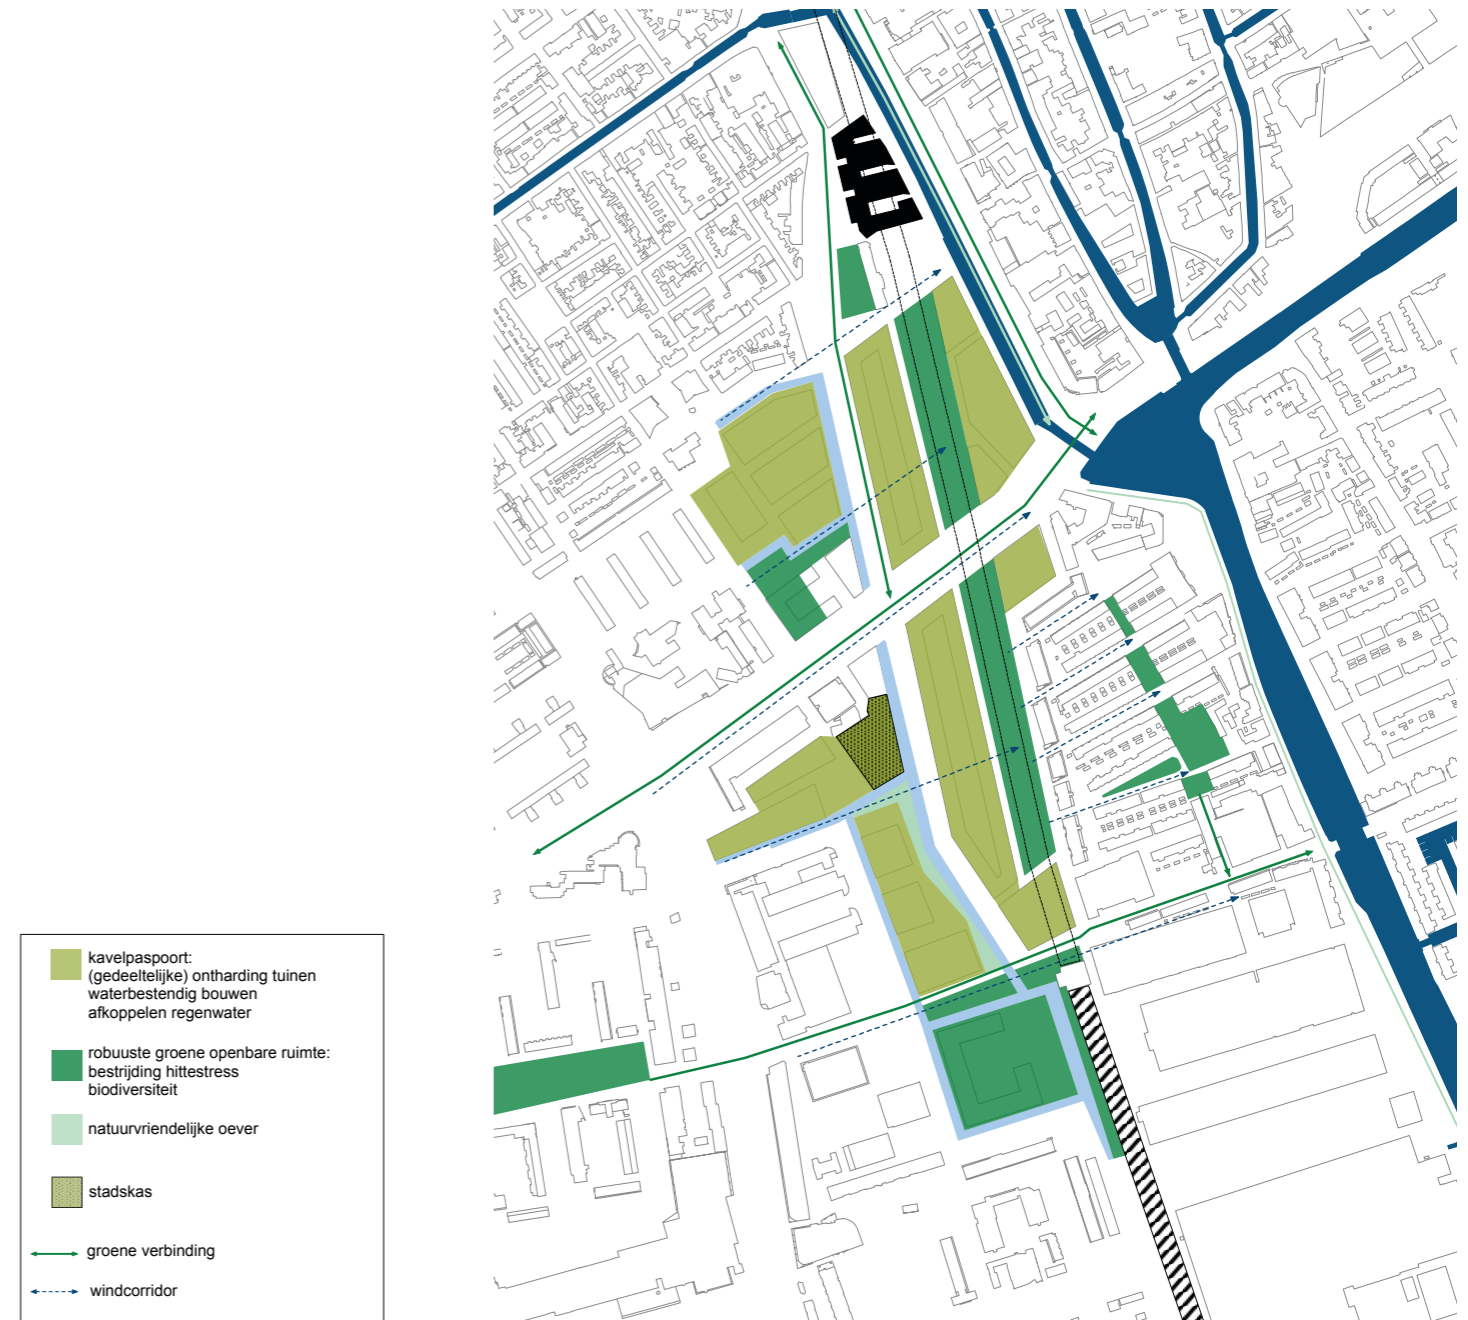 kavelpaspoort:
(gedeeltelijke) ontharding tuinen
waterbestendig bouwen
afkoppelen regenwater
robuuste groene openbare ruimte:
bestrijding hittestress
biodiversiteit
natuurvriendelijke oever
stadskas
groene verbinding
windcorridor